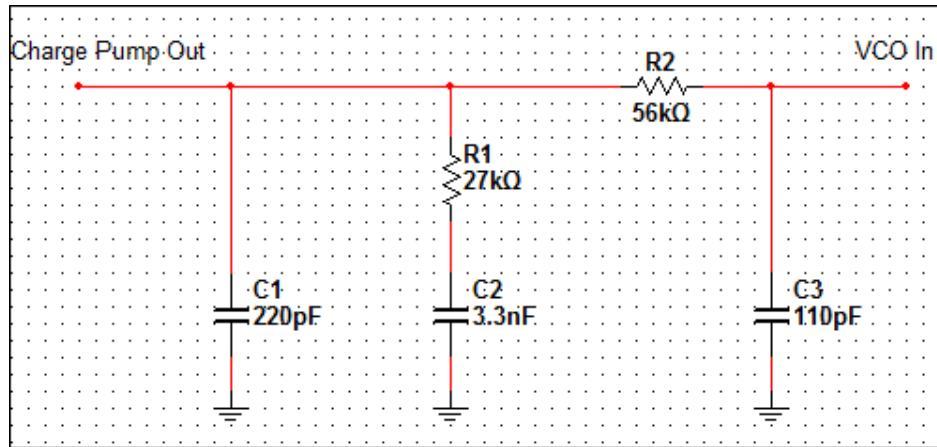 Charge Pump Out
VCO In
R2
56kΩ
R1
27kΩ
C1
220pF
C2
3.3nF
C3
110pF